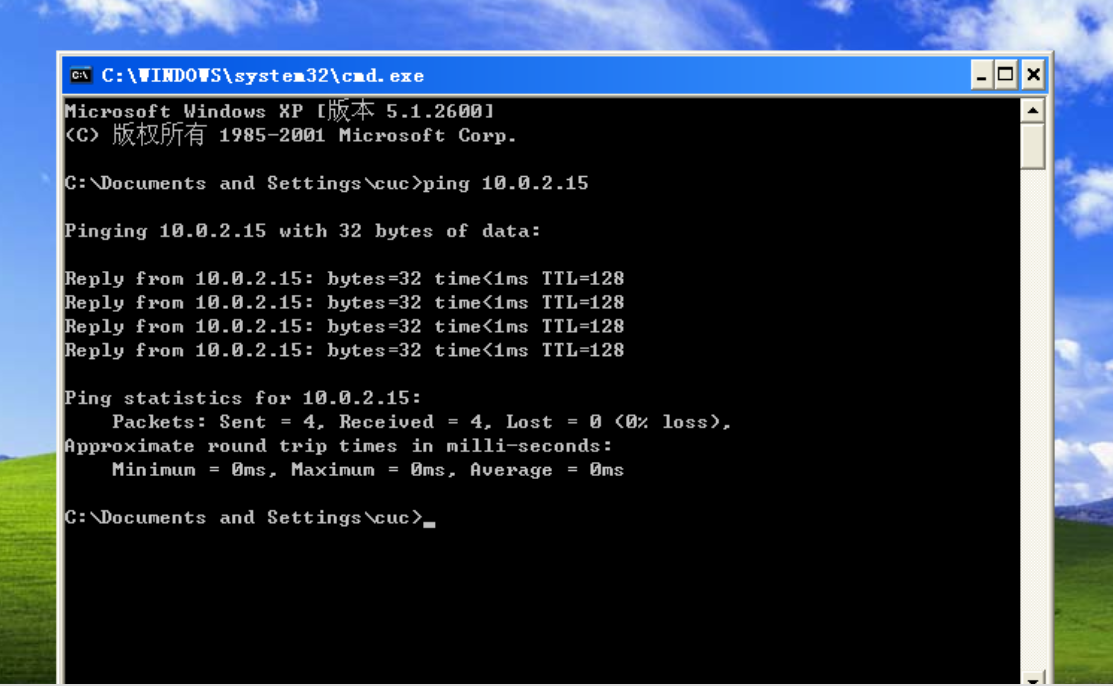 C:\WINDOWS\system32\cmd.exe
Microsoft Windows XP [版本 5.1.2600]
(C) 版权所有 1985-2001 Microsoft Corp.
C:\Documents and Settings\cuc>ping 10.0.2.15
Pinging 10.0.2.15 with 32 bytes of data:
Reply from 10.0.2.15: bytes=32 time<1ms TTL=128
Reply from 10.0.2.15: bytes=32 time<1ms TTL=128
Reply from 10.0.2.15: bytes=32 time<1ms TTL=128
Reply from 10.0.2.15: bytes=32 time<1ms TTL=128
Ping statistics for 10.0.2.15:
    Packets: Sent = 4, Received = 4, Lost = 0 (0% loss),
Approximate round trip times in milli-seconds:
    Minimum = 0ms, Maximum = 0ms, Average = 0ms
C:\Documents and Settings\cuc>_